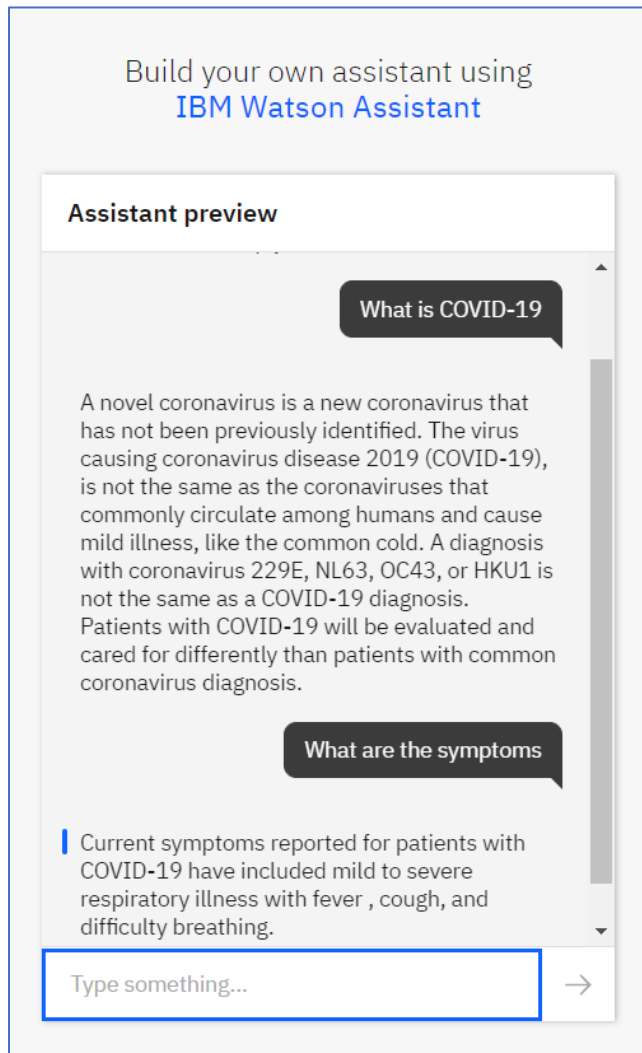 Build your own assistant using
IBM Watson Assistant
Assistant preview
What is COVID-19
A novel coronavirus is a new coronavirus that
has not been previously identified. The virus
causing coronavirus disease 2019 (COVID-19),
is not the same as the coronaviruses that
commonly circulate among humans and cause
mild illness, like the common cold. A diagnosis
with coronavirus 229E, NL63, OC43, or HKU1 is
not the same as a COVID-19 diagnosis.
Patients with COVID-19 will be evaluated and
cared for differently than patients with common
coronavirus diagnosis.
What are the symptoms
Current symptoms reported for patients with
COVID-19 have included mild to severe
respiratory illness with fever , cough, and
difficulty breathing.
Type something...